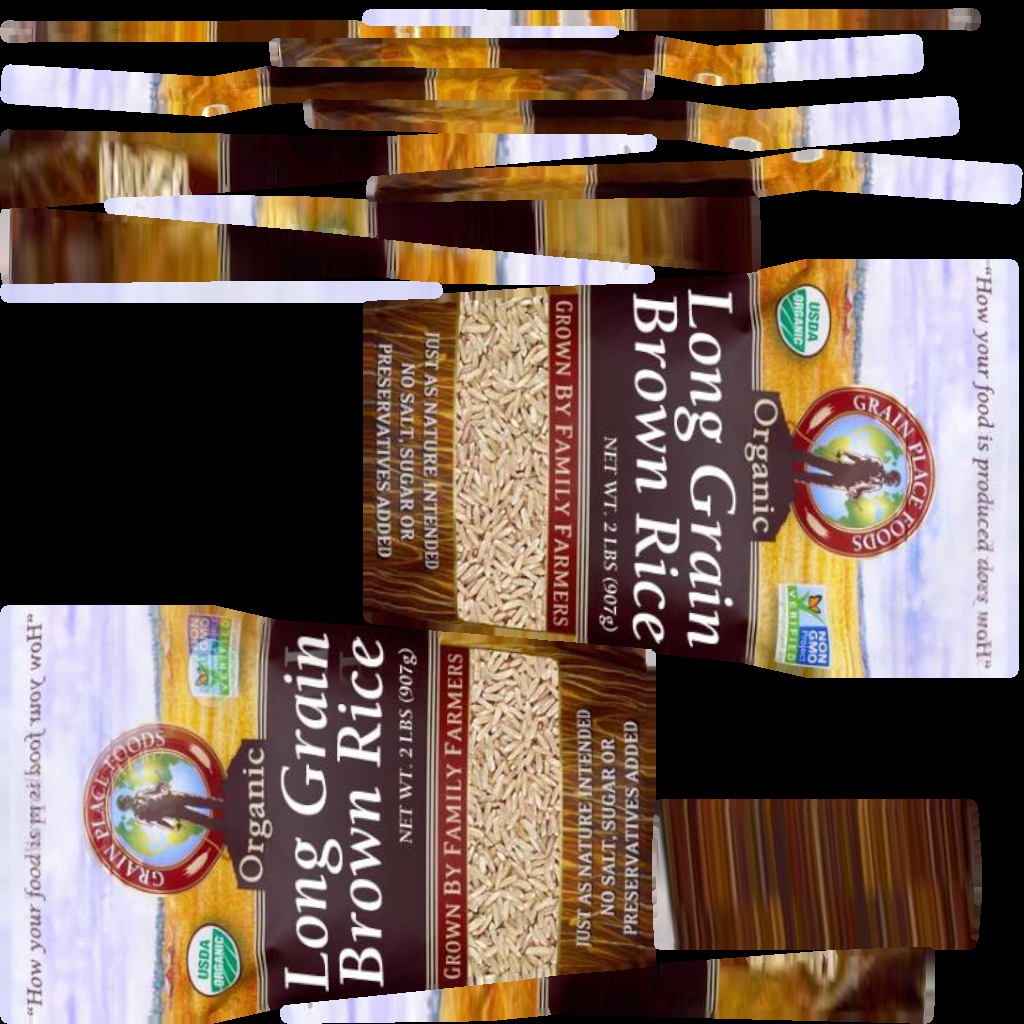 "How your food is produced does
GRAIN PLACE FOODS
USDA
ORGANIC
NON
GMO
Project
VERIFIED
Organic
Long Grain
Brown Rice
NET WT. 2 LBS (907g)
GROWN BY FAMILY FARMERS
JUST AS NATURE INTENDED
NO SALT, SUGAR OR
PRESERVATIVES ADDED
"How your food is
GRAIN PLACE FOODS
NON
GMO
VERIFIED
USDA
ORGANIC
Organic
Long Grain
Brown Rice
NET WT. 2 LBS (907g)
GROWN BY FAMILY FARMERS
JUST AS NATURE INTENDED
NO SALT, SUGAR OR
PRESERVATIVES ADDED